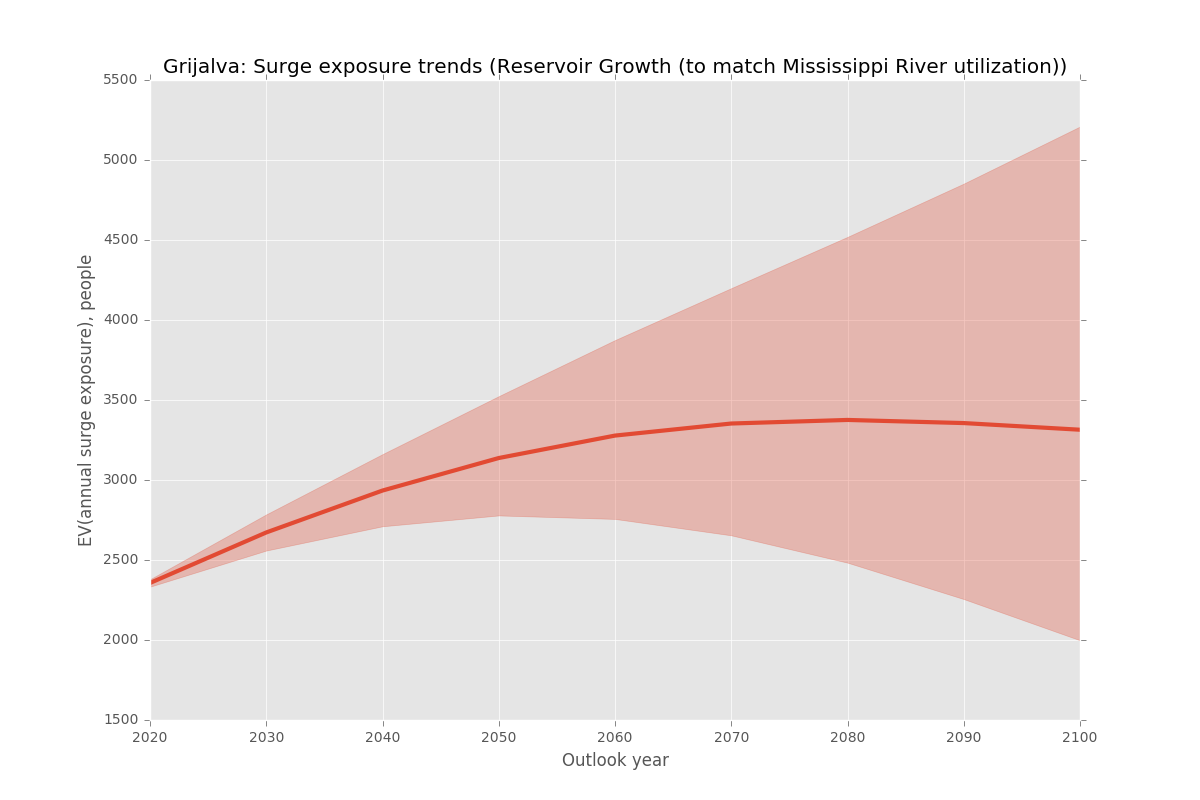 Grijalva: Surge exposure trends (Reservoir Growth (to match Mississippi River utilization))
5500
5000
4500
4000
3500
3000
2500
2000
1500
EV(annual surge exposure), people
2020 2030 2040 2050 2060 2070 2080 2090 2100
Outlook year